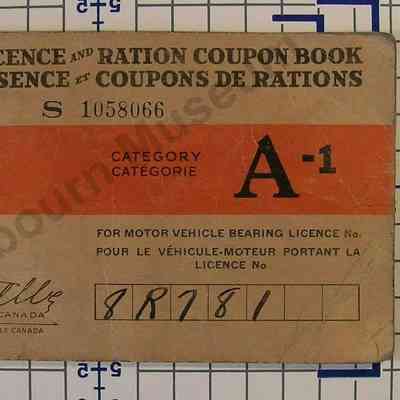 CENCE AND RATION COUPON BOOK
SENCE ET COUPONS DE RATIONS
S 1058066
CATEGORY
CATÉGORIE
A-1
FOR MOTOR VEHICLE BEARING LICENCE No.
POUR LE VÉHICULE-MOTEUR PORTANT LA
LICENCE No
8R781
CANADA
CANADA